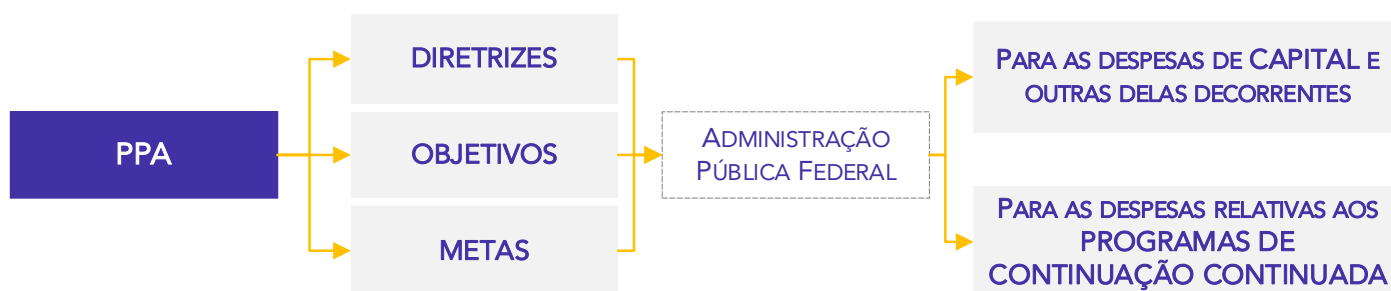 PPA
DIRETRIZES
OBJETIVOS
METAS
ADMINISTRAÇÃO
PÚBLICA FEDERAL
PARA AS DESPESAS DE CAPITAL E
OUTRAS DELAS DECORRENTES
PARA AS DESPESAS RELATIVAS AOS
PROGRAMAS DE
CONTINUAÇÃO CONTINUADA